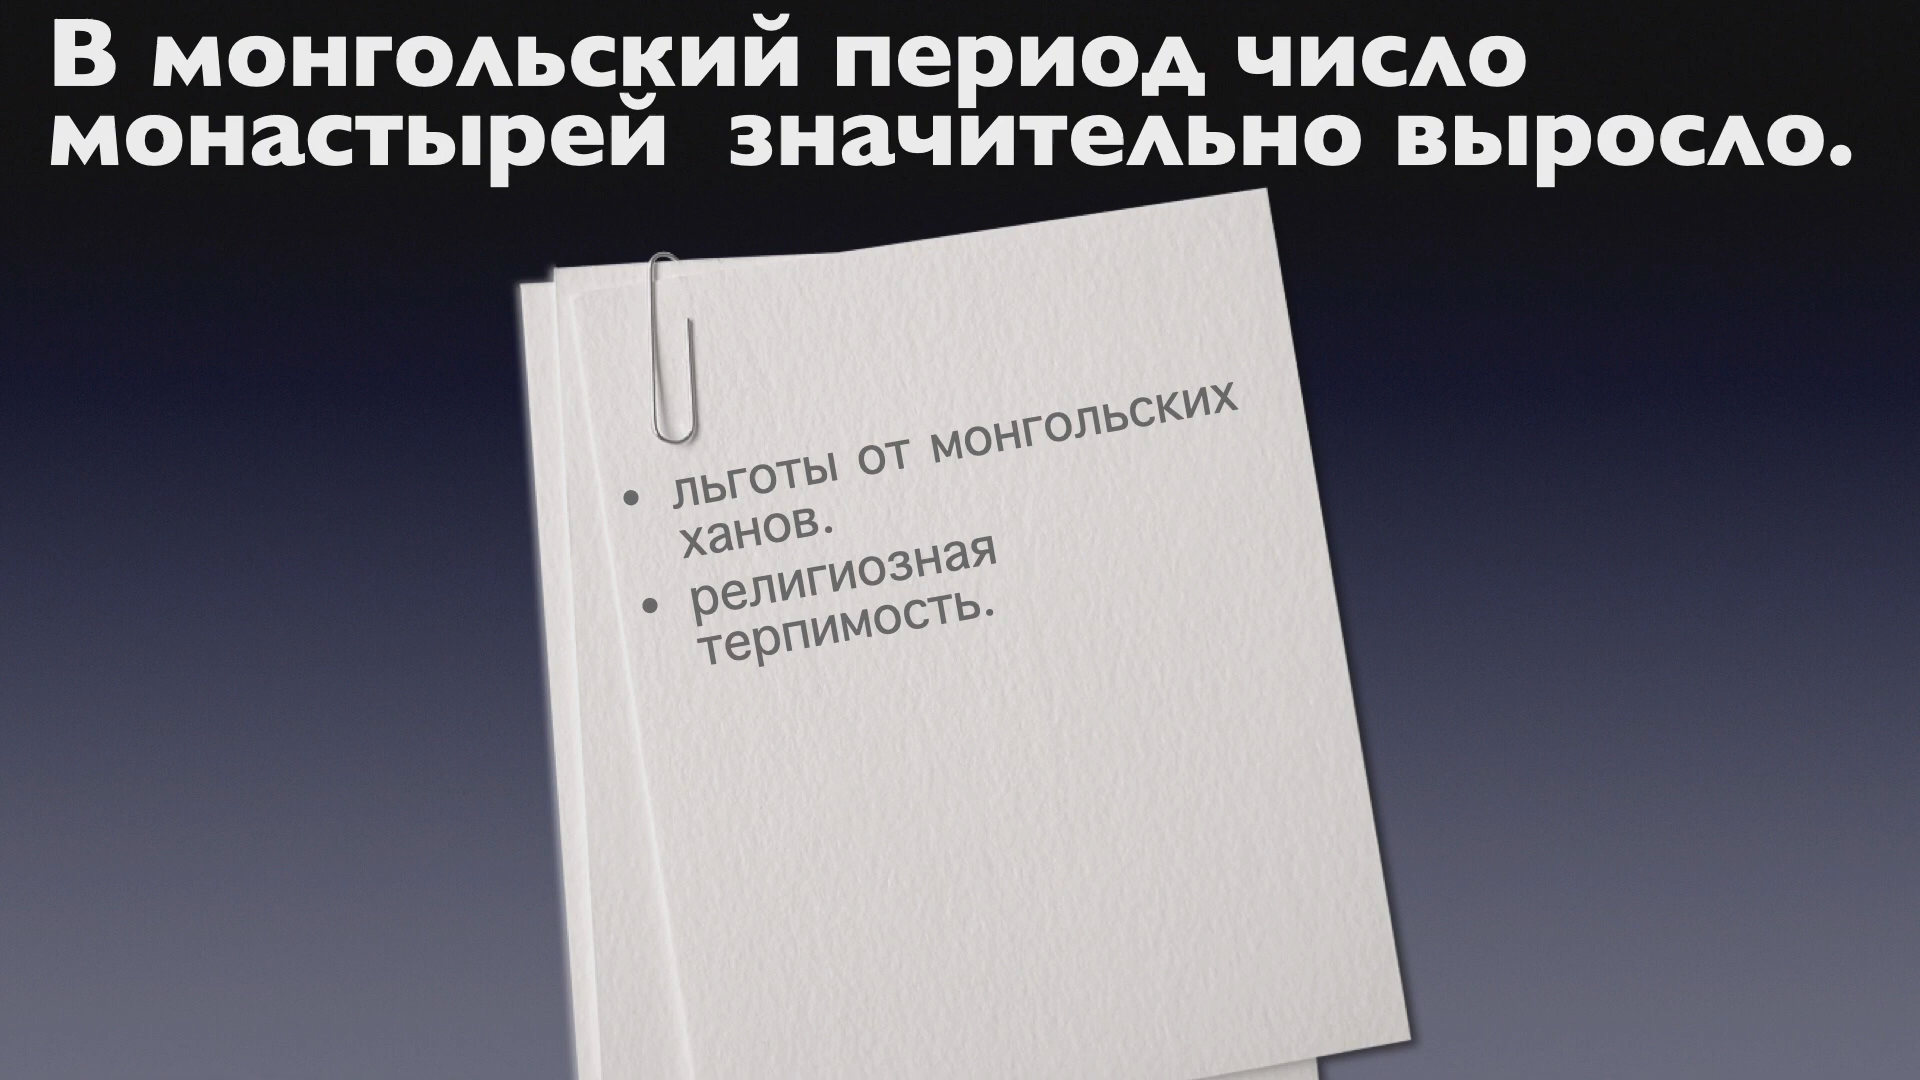 В монгольский период число
монастырей  значительно выросло.
• льготы от монгольских
ханов.
• религиозная
терпимость.